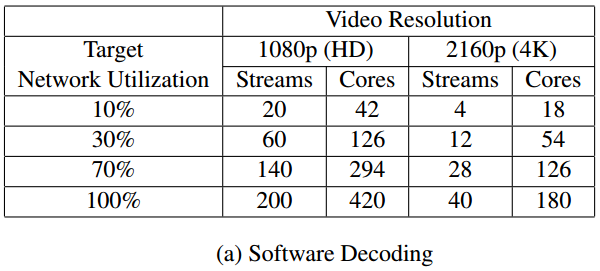 Video Resolution
Target 1080p (HD) 2160p (4K)
Network Utilization Streams Cores Streams Cores
10% 20 42 4 18
30% 60 126 12 54
70% 140 294 28 126
100% 200 420 40 180
(a) Software Decoding